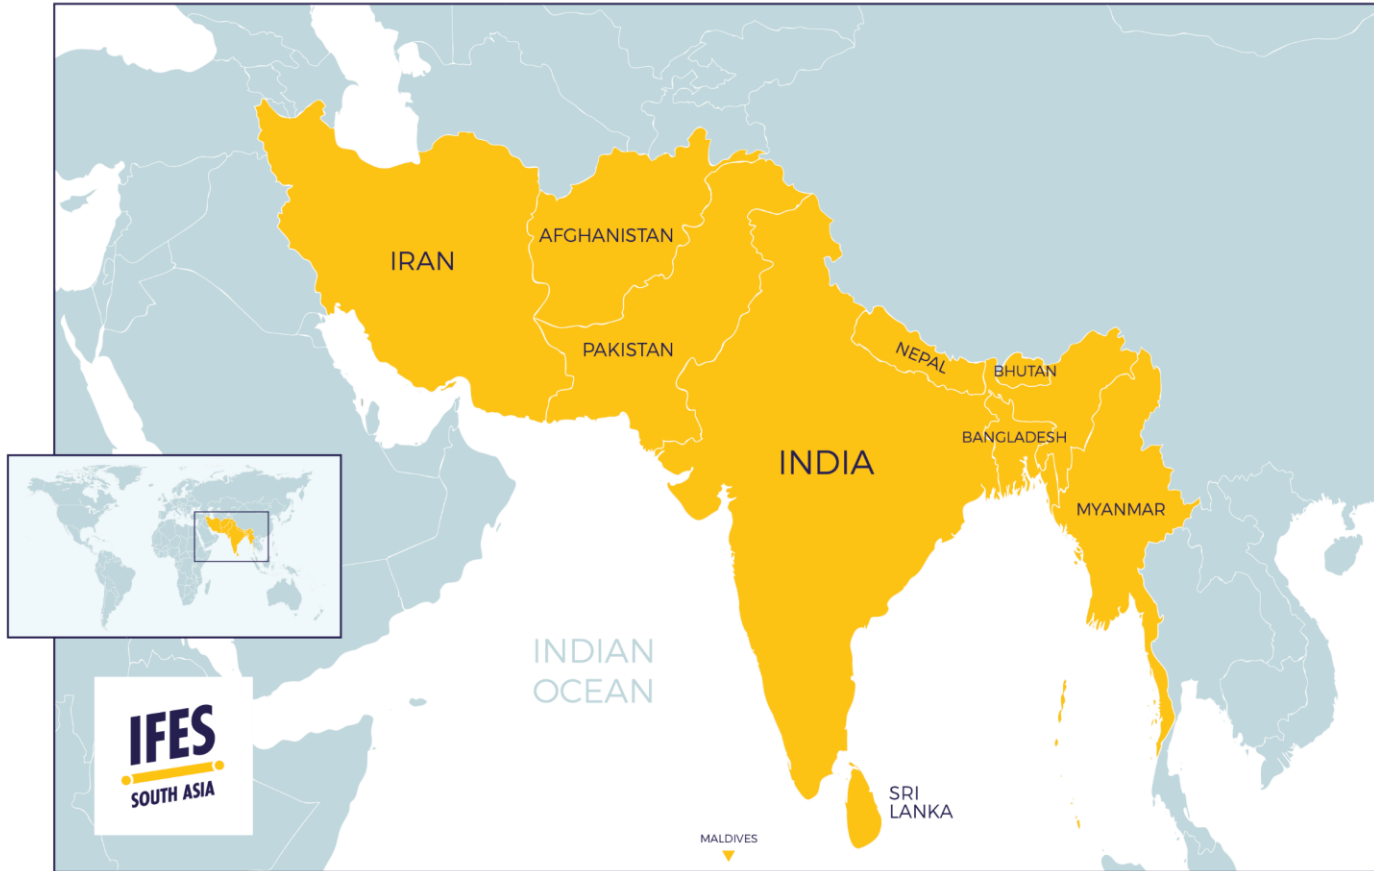 IRAN
AFGHANISTAN
PAKISTAN
NEPAL
BHUTAN
BANGLADESH
INDIA
MYANMAR
INDIAN
OCEAN
IFES
SOUTH ASIA
SRI
LANKA
MALDIVES